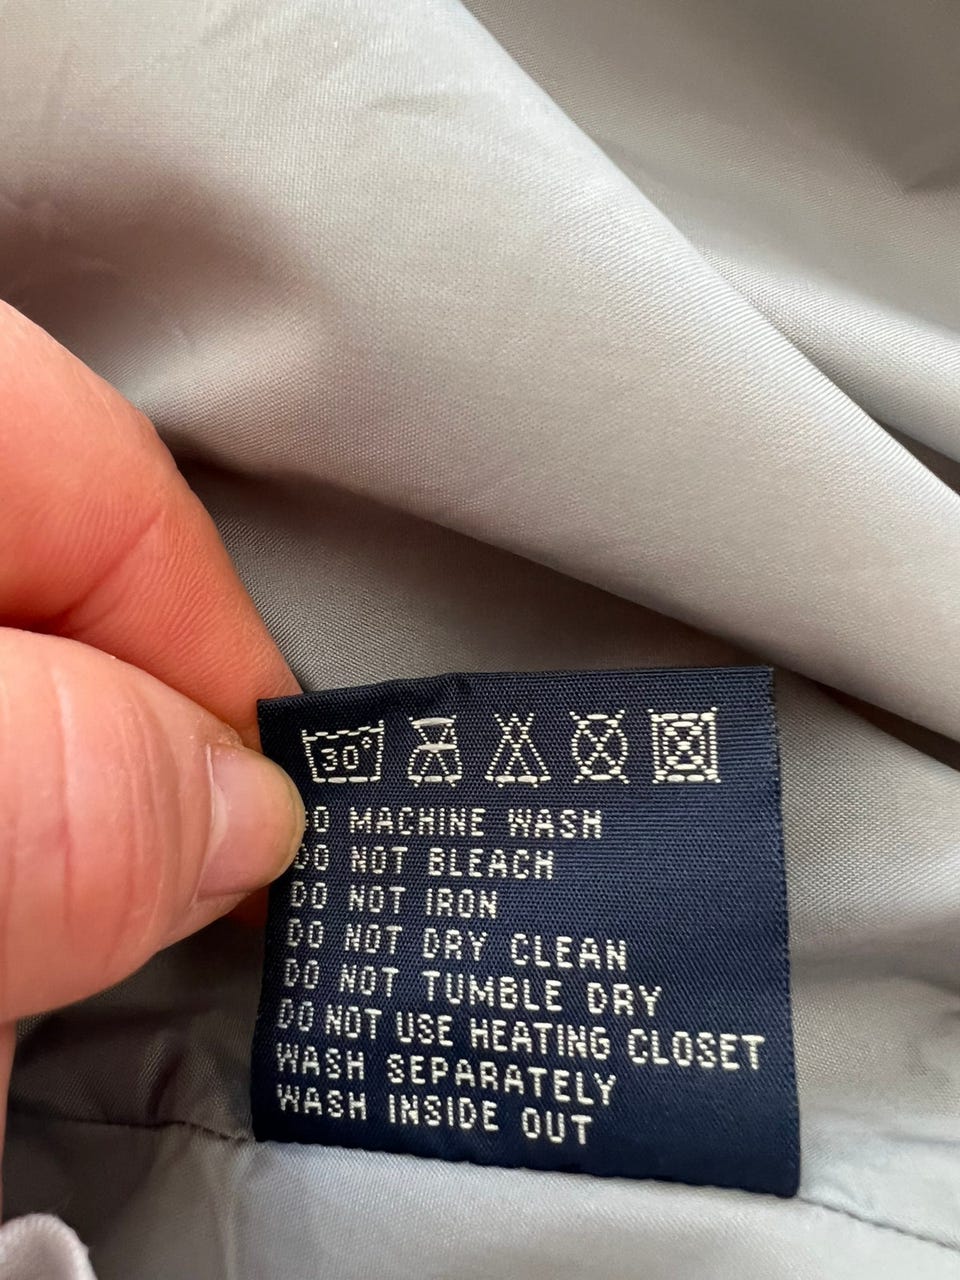 30°
DO MACHINE WASH
DO NOT BLEACH
DO NOT IRON
DO NOT DRY CLEAN
DO NOT TUMBLE DRY
DO NOT USE HEATING CLOSET
WASH SEPARATELY
WASH INSIDE OUT